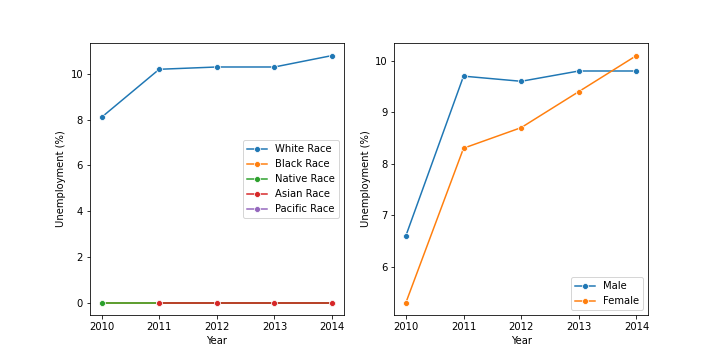 10
8
6
4
2
0
Unemployment (%)
White Race
Black Race
Native Race
Asian Race
Pacific Race
2010 2011 2012 2013 2014
Year
10
9
8
7
6
Unemployment (%)
Male
Female
2010 2011 2012 2013 2014
Year